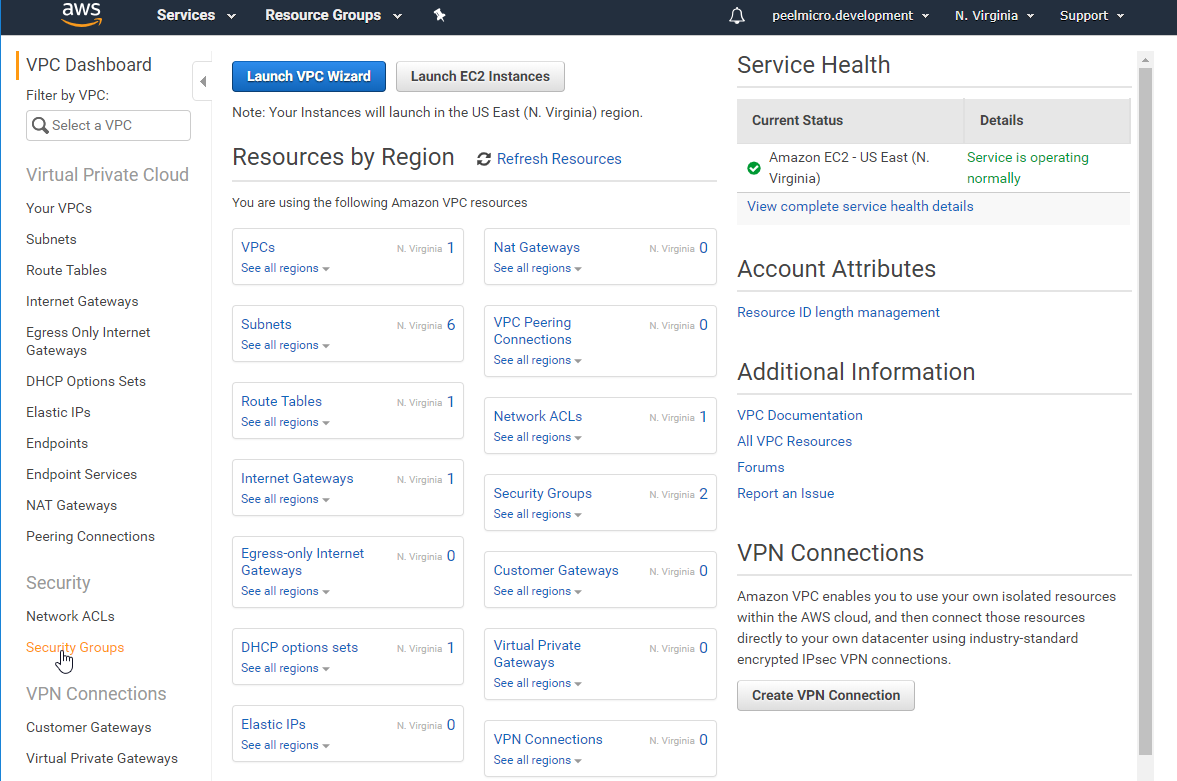 aws
Services
Resource Groups
peelmicro.development
N. Virginia
Support
VPC Dashboard
Filter by VPC:
Select a VPC
Virtual Private Cloud
Your VPCs
Subnets
Route Tables
Internet Gateways
Egress Only Internet
Gateways
DHCP Options Sets
Elastic IPs
Endpoints
Endpoint Services
NAT Gateways
Peering Connections
Security
Network ACLs
Security Groups
VPN Connections
Customer Gateways
Virtual Private Gateways
Launch VPC Wizard
Launch EC2 Instances
Note: Your Instances will launch in the US East (N. Virginia) region.
Resources by Region
Refresh Resources
You are using the following Amazon VPC resources
VPCs N. Virginia 1
See all regions
Subnets N. Virginia 6
See all regions
Route Tables N. Virginia 1
See all regions
Internet Gateways N. Virginia 1
See all regions
Egress-only Internet N. Virginia 0
Gateways
See all regions
DHCP options sets N. Virginia 1
See all regions
Elastic IPs N. Virginia 0
See all regions
Nat Gateways N. Virginia 0
See all regions
VPC Peering N. Virginia 0
Connections
See all regions
Network ACLs N. Virginia 1
See all regions
Security Groups N. Virginia 2
See all regions
Customer Gateways N. Virginia 0
See all regions
Virtual Private N. Virginia 0
Gateways
See all regions
VPN Connections N. Virginia 0
See all regions
Service Health
Current Status Details
Amazon EC2 - US East (N. Service is operating
Virginia) normally
View complete service health details
Account Attributes
Resource ID length management
Additional Information
VPC Documentation
All VPC Resources
Forums
Report an Issue
VPN Connections
Amazon VPC enables you to use your own isolated resources
within the AWS cloud, and then connect those resources
directly to your own datacenter using industry-standard
encrypted IPsec VPN connections.
Create VPN Connection